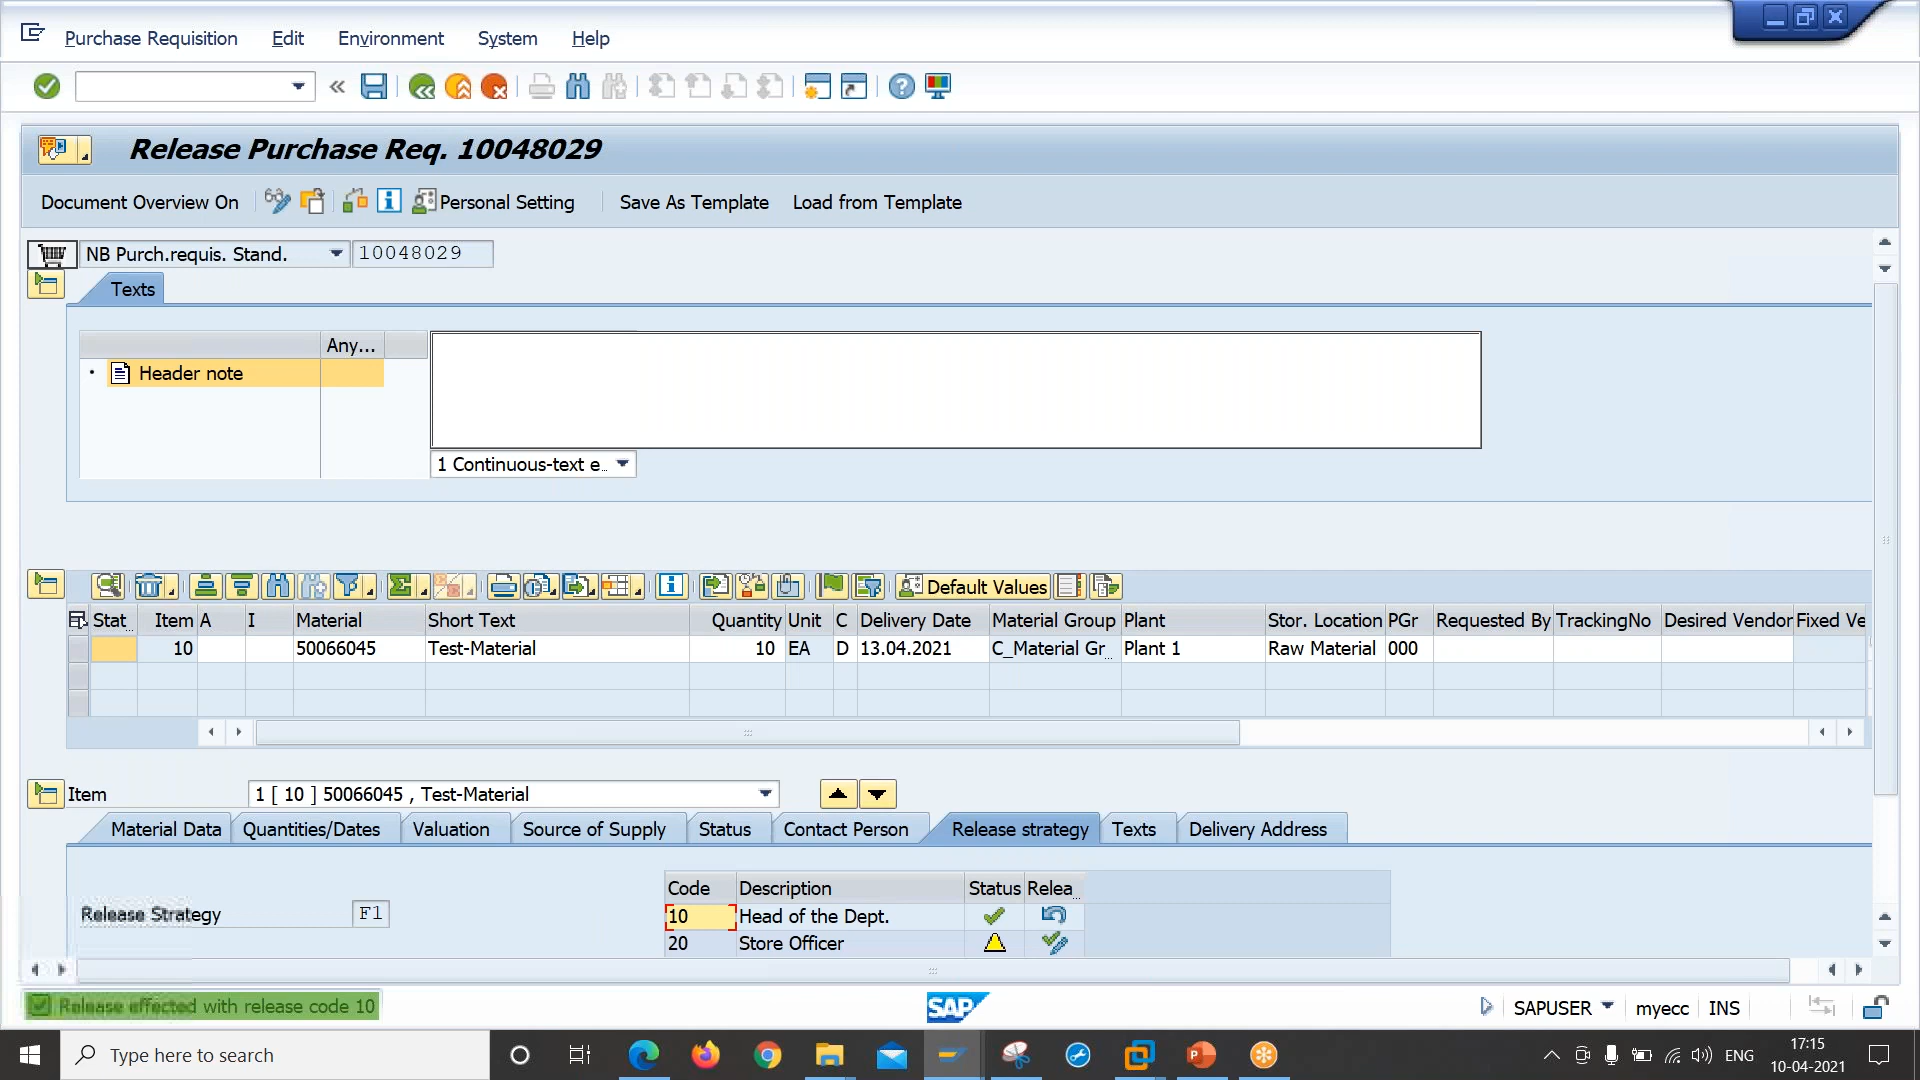 Purchase Requisition Edit Environment System Help
Release Purchase Req. 10048029
Document Overview On Personal Setting Save As Template Load from Template
NB Purch.requis. Stand. 10048029
Texts
Any...
Header note
1 Continuous-text e..
Default Values
Stat Item A I Material Short Text Quantity Unit C Delivery Date Material Group Plant Stor. Location PGr Requested By TrackingNo Desired Vendor Fixed Ve
10 50066045 Test-Material 10 EA D 13.04.2021 C_Material Gr.. Plant 1 Raw Material 000
Item 1 [ 10 ] 50066045 , Test-Material
Material Data Quantities/Dates Valuation Source of Supply Status Contact Person Release strategy Texts Delivery Address
Code Description Status Relea..
Release Strategy F1 10 Head of the Dept.
20 Store Officer
Release effected with release code 10 SAP SAPUSER myecc INS
Type here to search ENG 17:15
10-04-2021